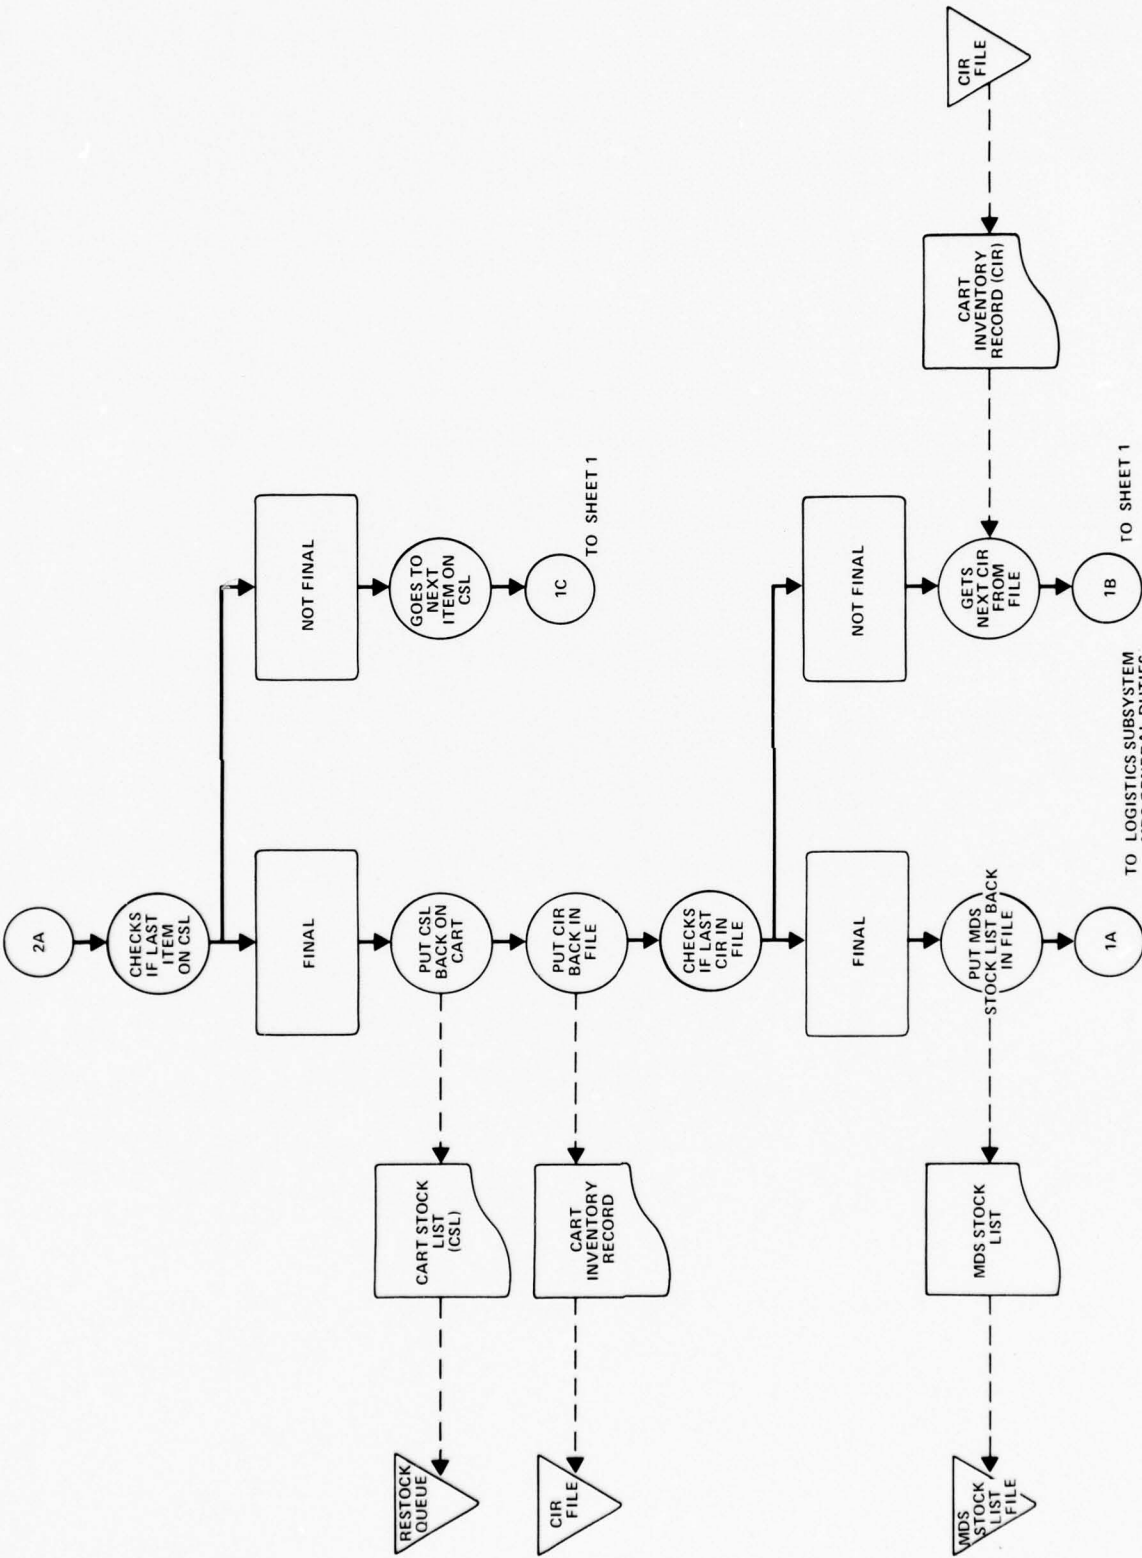 2A
CHECKS
IF LAST
ITEM
ON CSL
FINAL
NOT FINAL
PUT CSL
BACK ON
CART
GOES TO
NEXT
ITEM ON
CSL
CART STOCK
LIST
(CSL)
RESTOCK
QUEUE
1C
TO SHEET 1
PUT CIR
BACK IN
FILE
CART
INVENTORY
RECORD
CIR
FILE
CHECKS
IF LAST
CIR IN
FILE
FINAL
NOT FINAL
PUT MDS
STOCK LIST BACK
IN FILE
MDS STOCK
LIST
MDS
STOCK
LIST
FILE
GETS
NEXT CIR
FROM
FILE
CART
INVENTORY
RECORD (CIR)
CIR
FILE
1A
TO LOGISTICS SUBSYSTEM
1B
TO SHEET 1